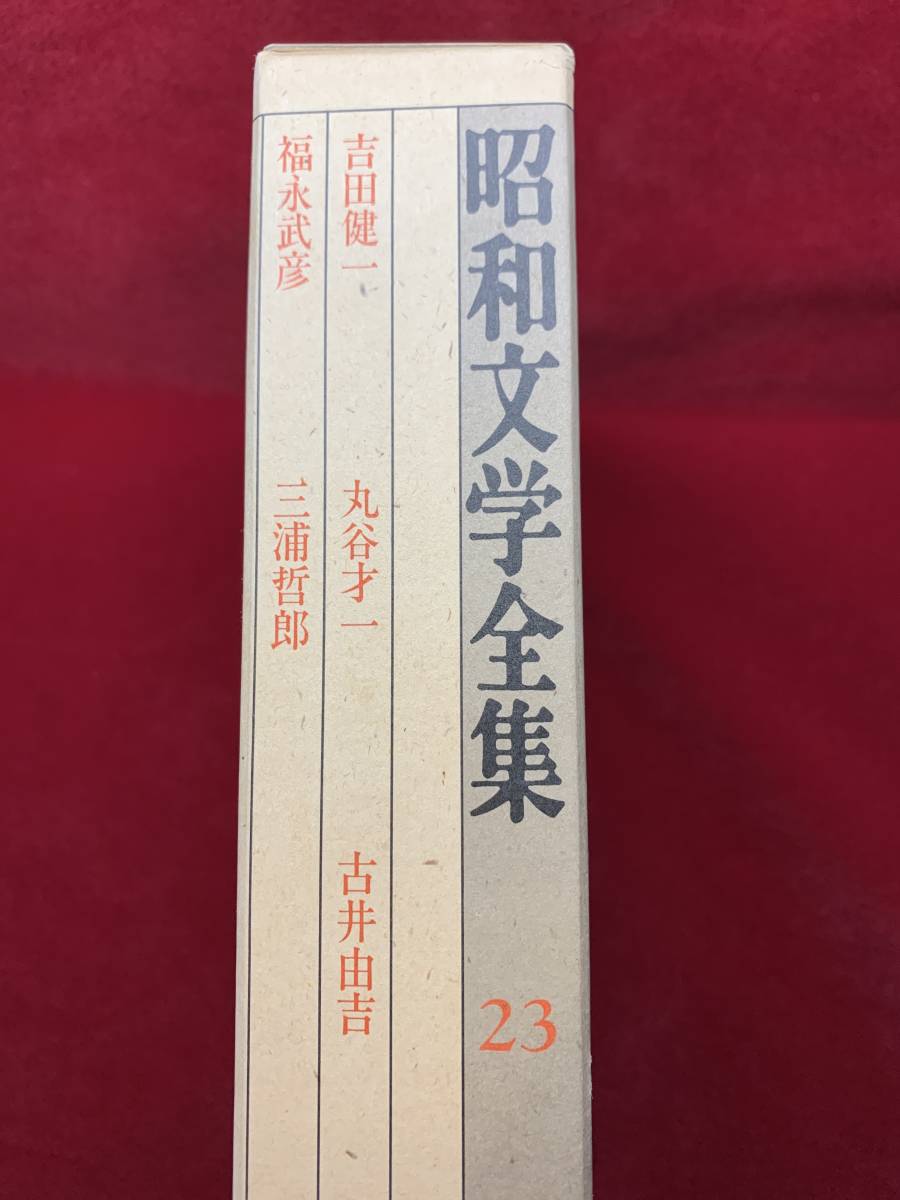 昭和文学全集 23
吉田健一 丸谷才一 古井由吉
福永武彦 三浦哲郎